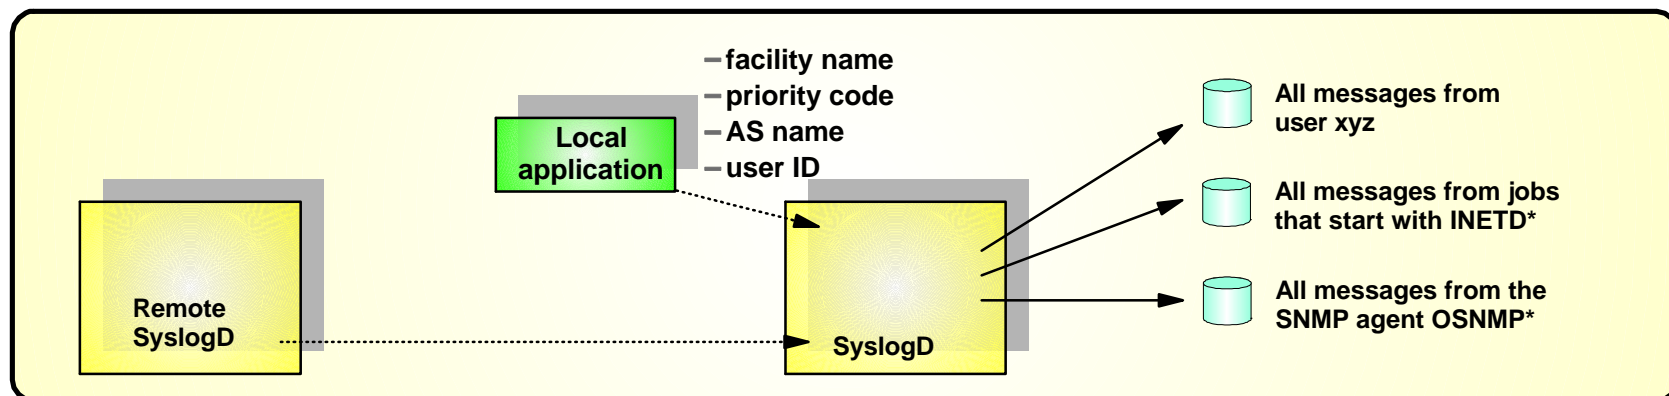 – facility name
– priority code
– AS name
– user ID
Local
application
Remote
SyslogD
SyslogD
All messages from
user xyz
All messages from jobs
that start with INETD*
All messages from the
SNMP agent OSNMP*